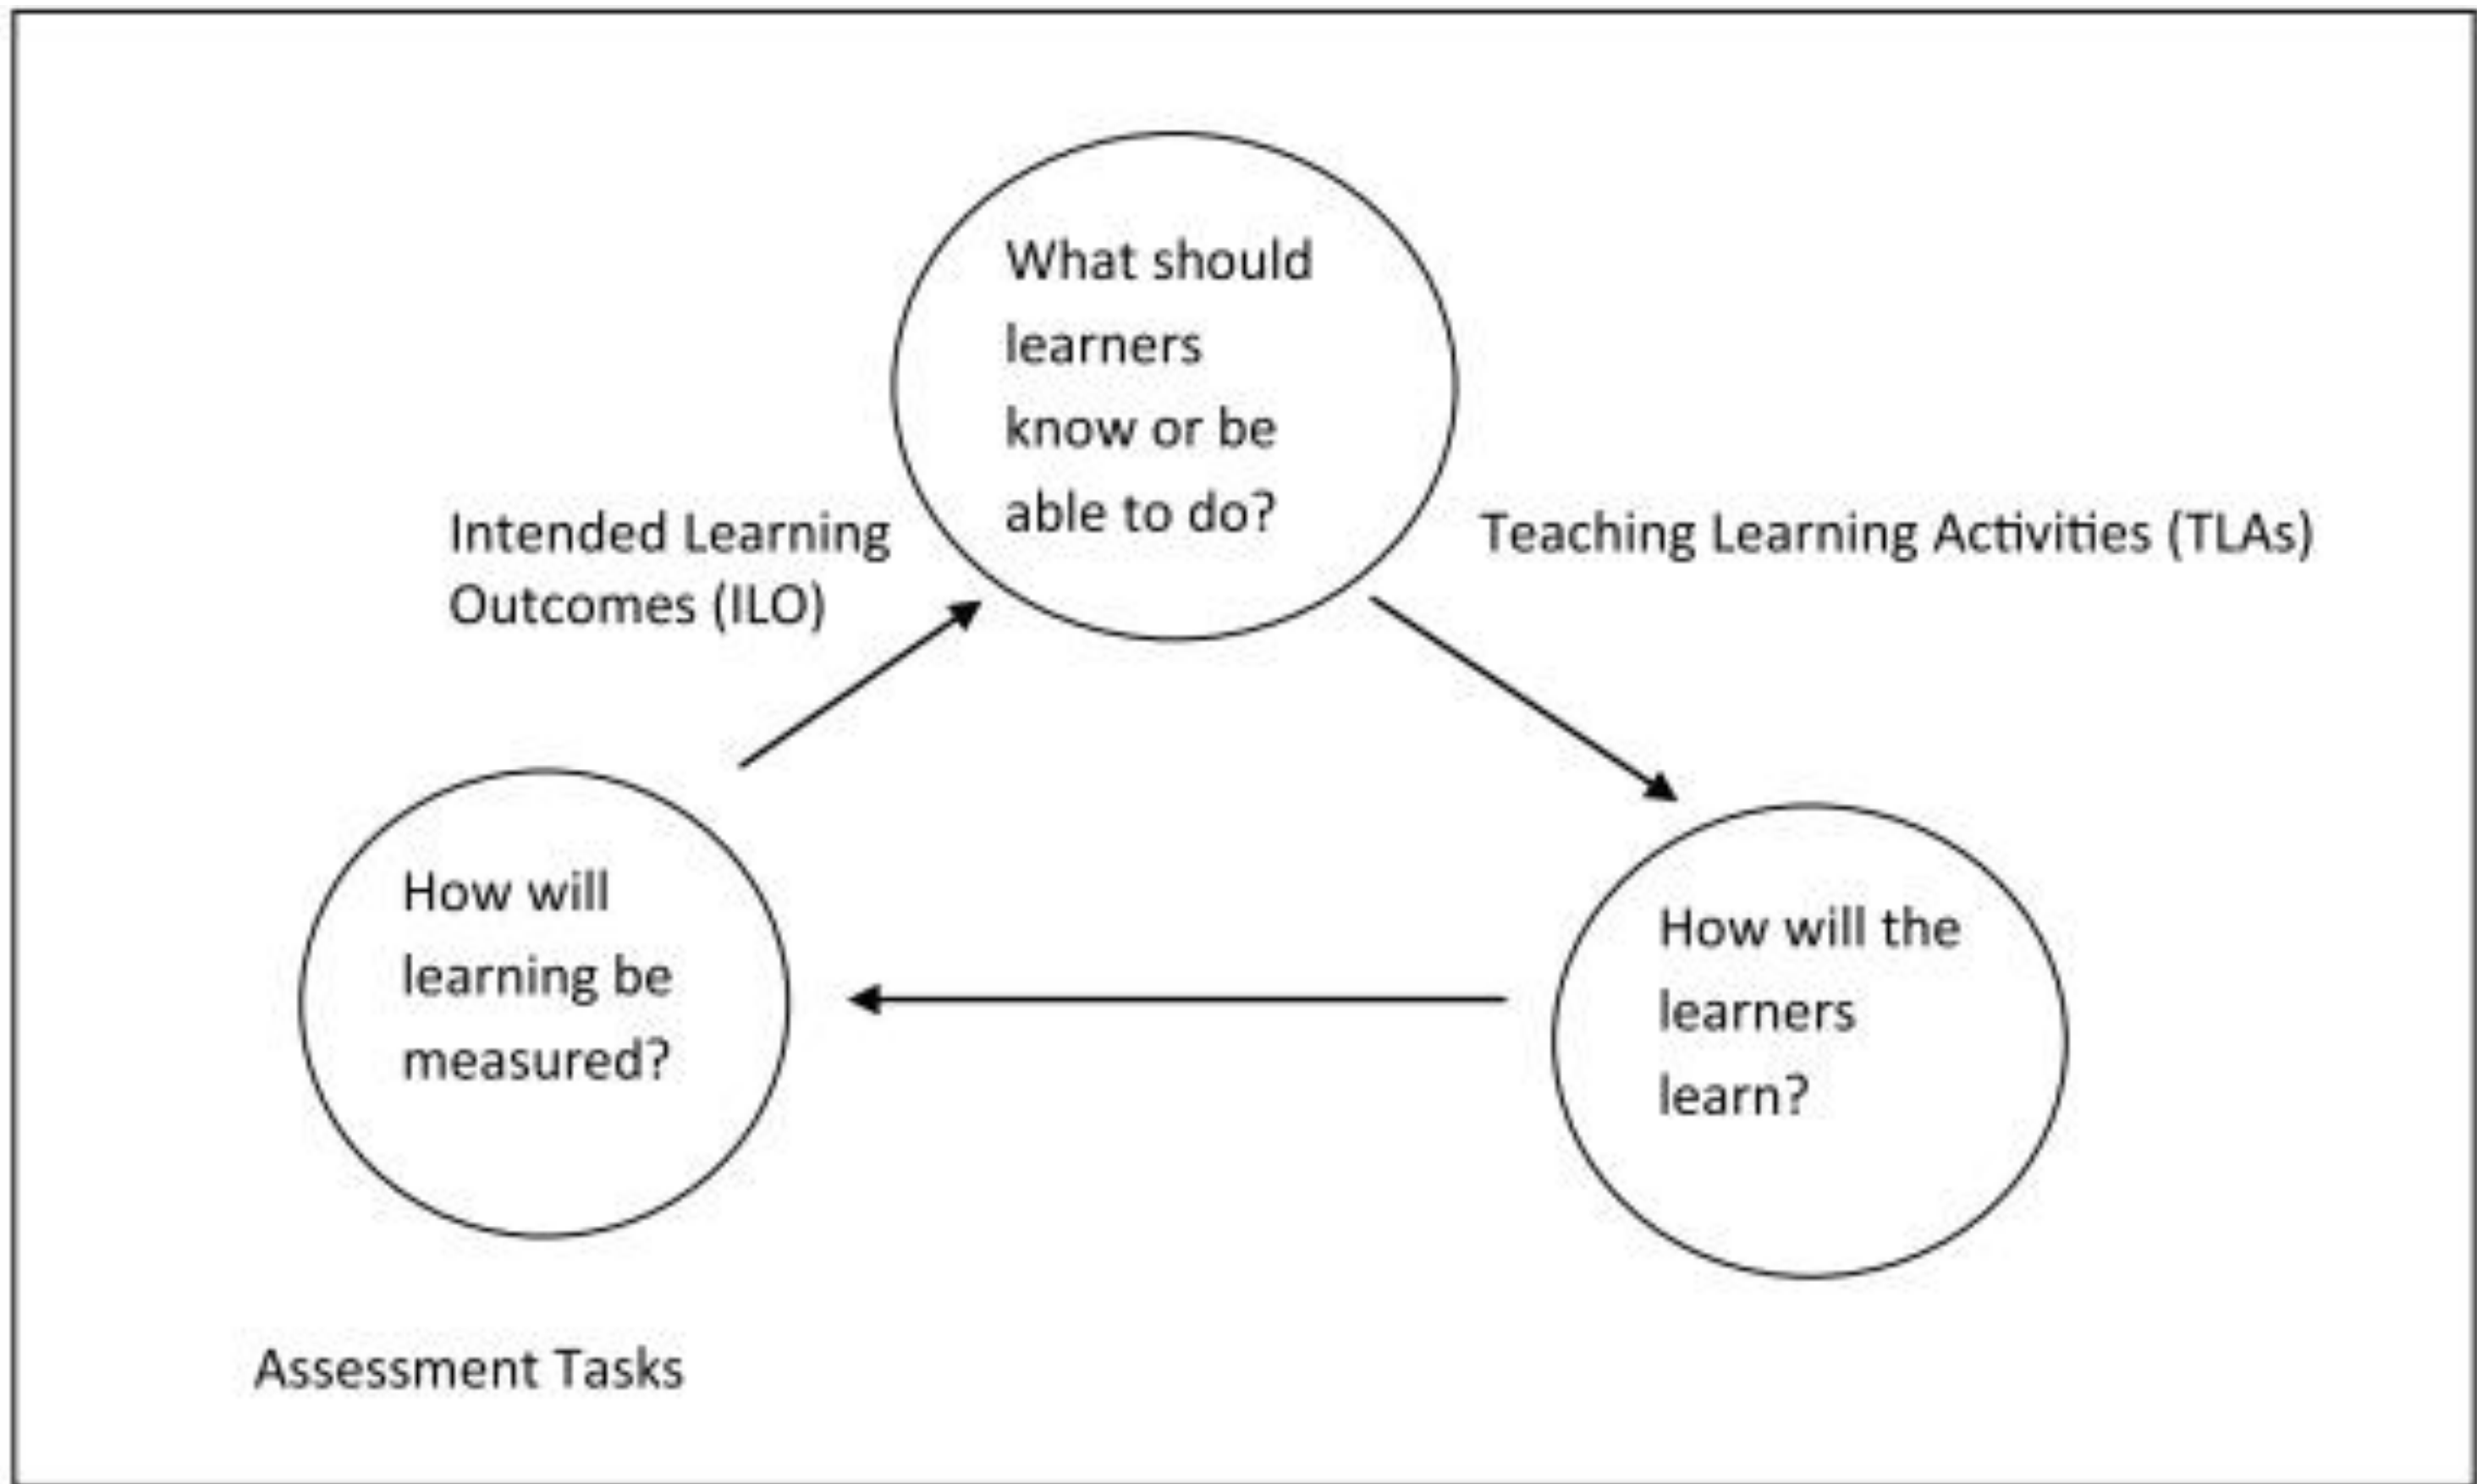 What should
learners
know or be
able to do?
Intended Learning
Outcomes (ILO)
Teaching Learning Activities (TLAs)
How will
learning be
measured?
How will the
learners
learn?
Assessment Tasks